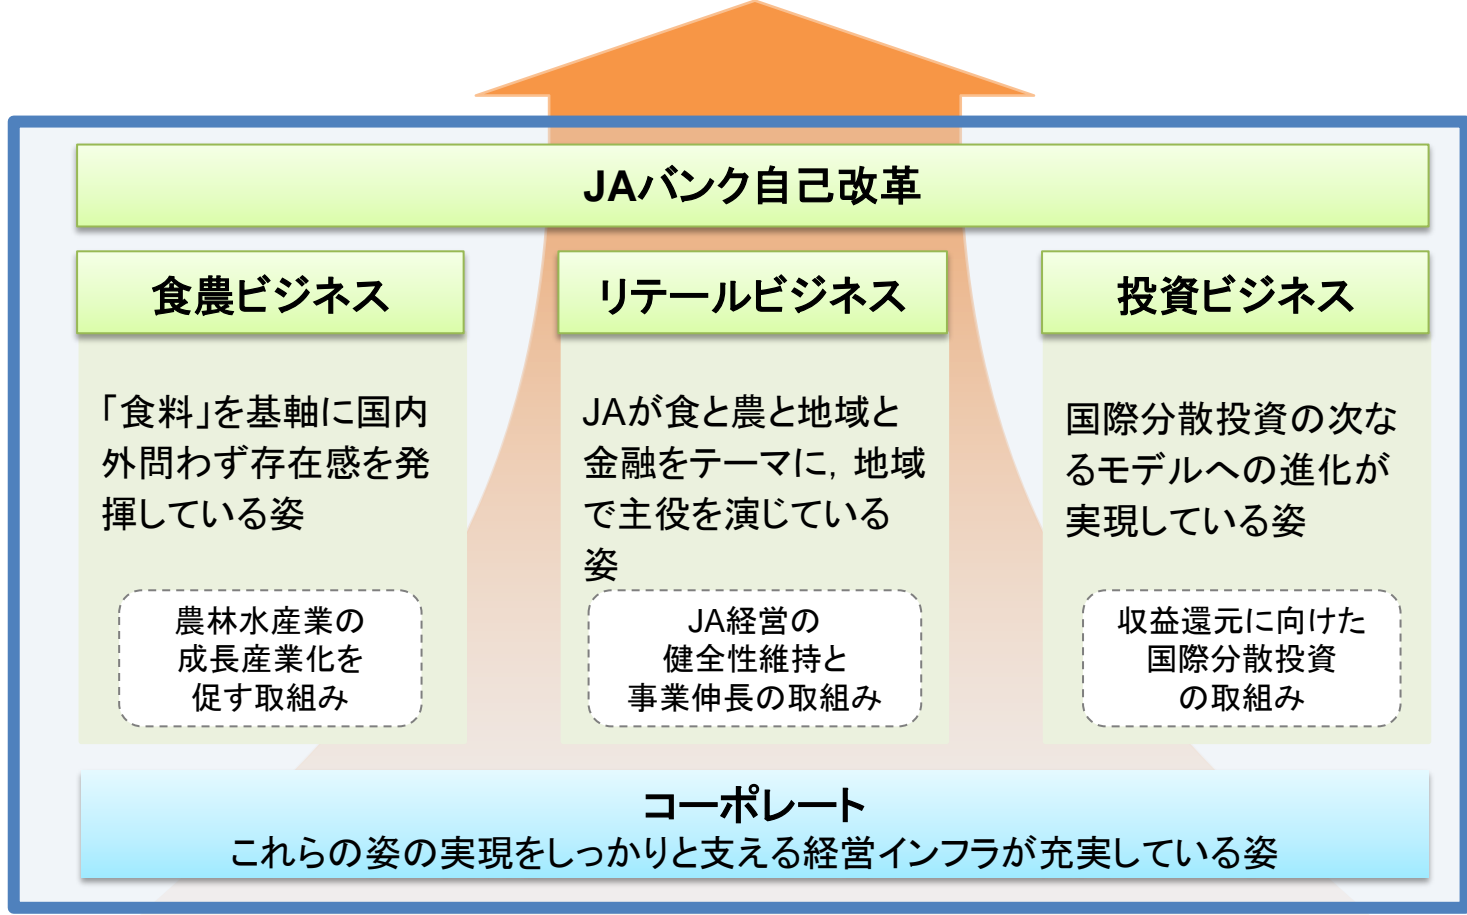 JAバンク自己改革
食農ビジネス
「食料」を基軸に国内
外問わず存在感を発
揮している姿
農林水産業の
成長産業化を
促す取組み
リテールビジネス
JAが食と農と地域と
金融をテーマに，地域
で主役を演じている
姿
JA経営の
健全性維持と
事業伸長の取組み
投資ビジネス
国際分散投資の次な
るモデルへの進化が
実現している姿
収益還元に向けた
国際分散投資
の取組み
コーポレート
これらの姿の実現をしっかりと支える経営インフラが充実している姿